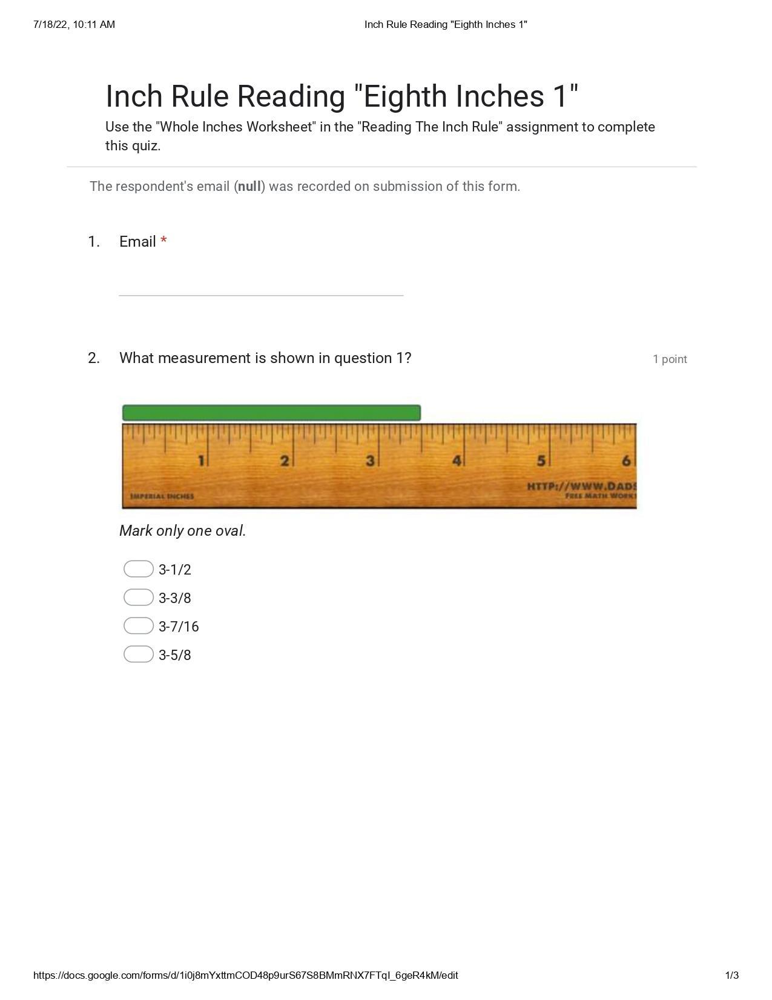 7/18/22, 10:11 AM
Inch Rule Reading "Eighth Inches 1"
Inch Rule Reading "Eighth Inches 1"
Use the "Whole Inches Worksheet" in the "Reading The Inch Rule" assignment to complete
this quiz.
The respondent's email (null) was recorded on submission of this form.
1. Email *
2. What measurement is shown in question 1?
1 point
1 2 3 4 5 6
HTTP://WWW.DADS
IMPERIAL INCHES
FREE MATH WORK
Mark only one oval.
3-1/2
3-3/8
3-7/16
3-5/8
https://docs.google.com/forms/d/1i0j8mYxttmCOD48p9urS67S8BMmRNX7FTqI_6geR4kM/edit
1/3